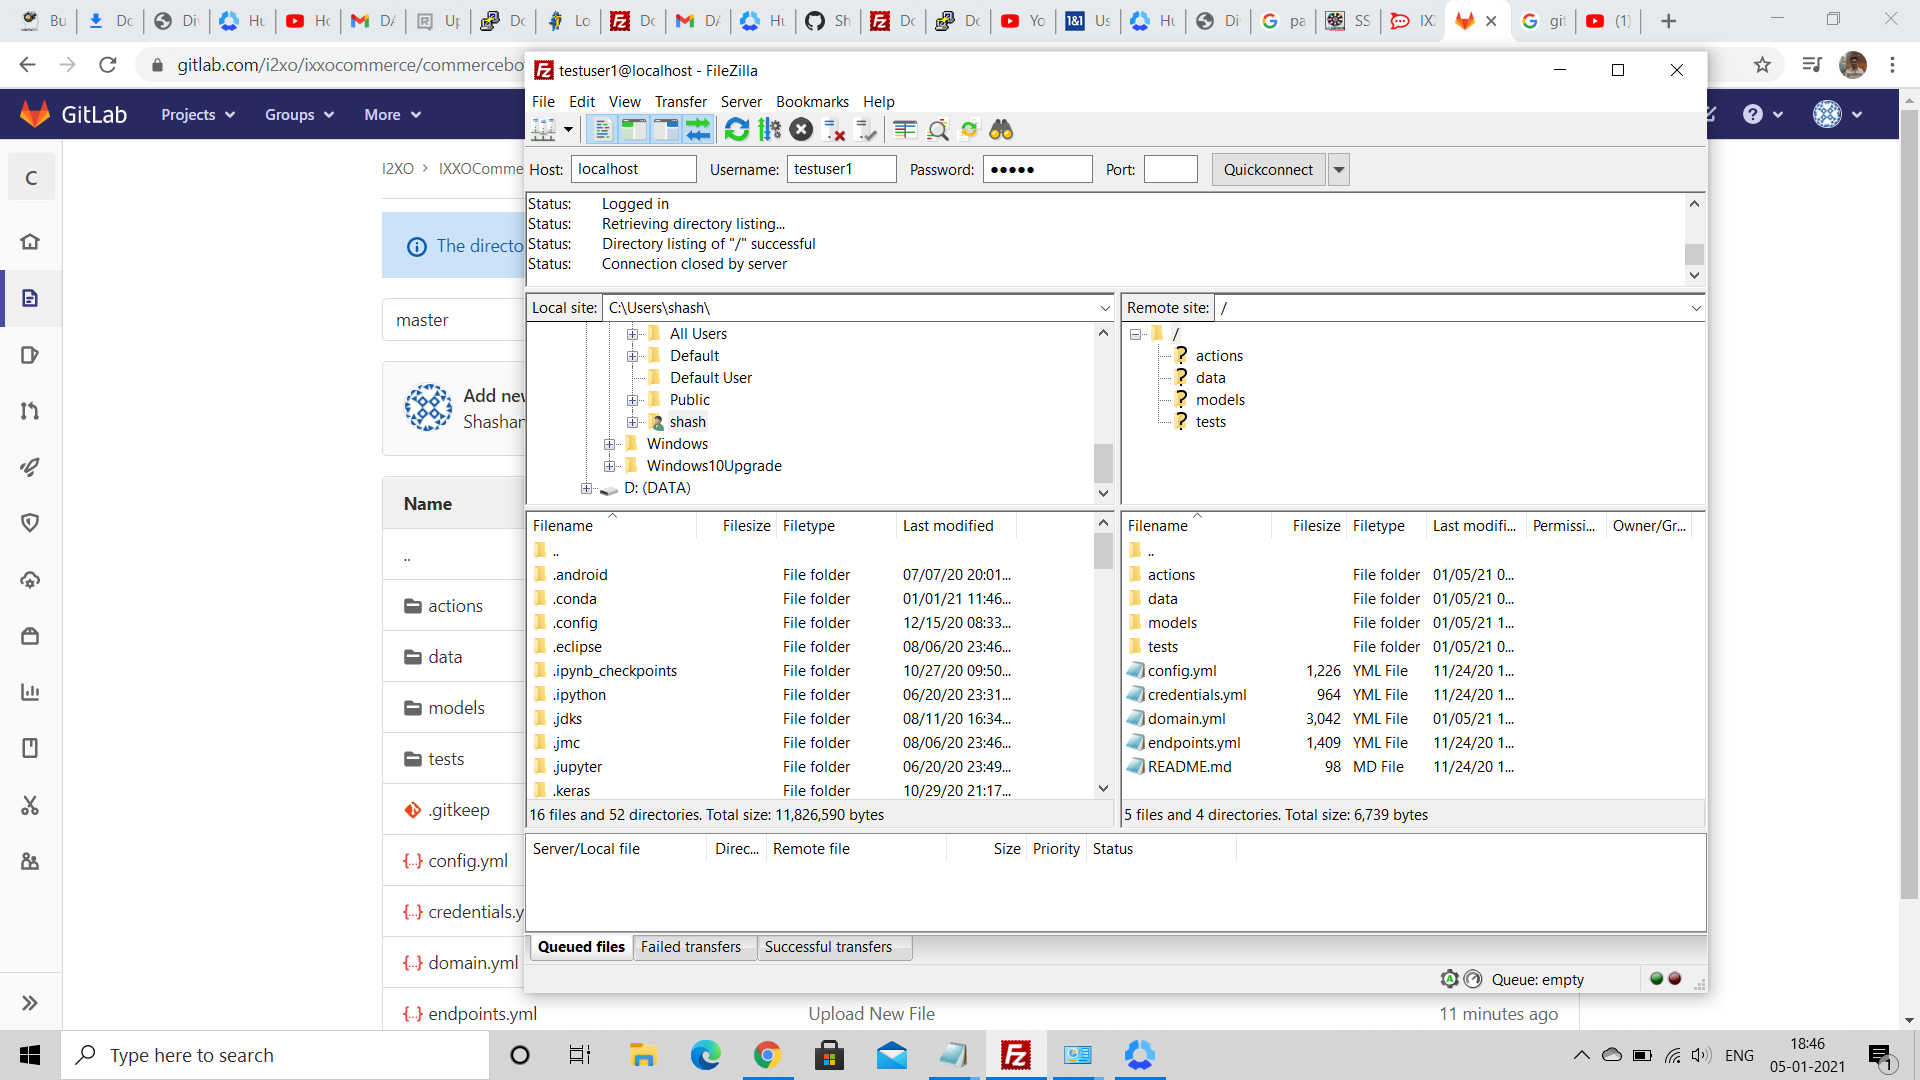 Bu
Do
Di
Hu
Ho
DA
Up
Do
Lo
Do
DA
Hu
Sh
Do
Do
Yo
1&1
Us
Hu
Di
pa
SS
IX
git
(1)
gitlab.com/i2xo/ixxocommerce/commercebo
GitLab
Projects
Groups
More
C
I2XO > IXXOComme
The directo
master
Add new
Shashan
Name
..
actions
data
models
tests
.gitkeep
config.yml
credentials.y
domain.yml
endpoints.yml
Upload New File
11 minutes ago
testuser1@localhost - FileZilla
File Edit View Transfer Server Bookmarks Help
Host: localhost Username: testuser1 Password: ●●●●● Port: Quickconnect
Status: Logged in
Status: Retrieving directory listing...
Status: Directory listing of "/" successful
Status: Connection closed by server
Local site: C:\Users\shash\
All Users
Default
Default User
Public
shash
Windows
Windows10Upgrade
D: (DATA)
Remote site: /
/
? actions
? data
? models
? tests
Filename Filesize Filetype Last modified
..
.android File folder 07/07/20 20:01...
.conda File folder 01/01/21 11:46...
.config File folder 12/15/20 08:33...
.eclipse File folder 08/06/20 23:46...
.ipynb_checkpoints File folder 10/27/20 09:50...
.ipython File folder 06/20/20 23:31...
.jdks File folder 08/11/20 16:34...
.jmc File folder 08/06/20 23:46...
.jupyter File folder 06/20/20 23:49...
.keras File folder 10/29/20 21:17...
16 files and 52 directories. Total size: 11,826,590 bytes
Filename Filesize Filetype Last modifi... Permissi... Owner/Gr...
..
actions File folder 01/05/21 0...
data File folder 01/05/21 0...
models File folder 01/05/21 1...
tests File folder 01/05/21 0...
config.yml 1,226 YML File 11/24/20 1...
credentials.yml 964 YML File 11/24/20 1...
domain.yml 3,042 YML File 01/05/21 1...
endpoints.yml 1,409 YML File 11/24/20 1...
README.md 98 MD File 11/24/20 1...
5 files and 4 directories. Total size: 6,739 bytes
Server/Local file Direc... Remote file Size Priority Status
Queued files Failed transfers Successful transfers
Queue: empty
Type here to search
ENG
18:46
05-01-2021
1